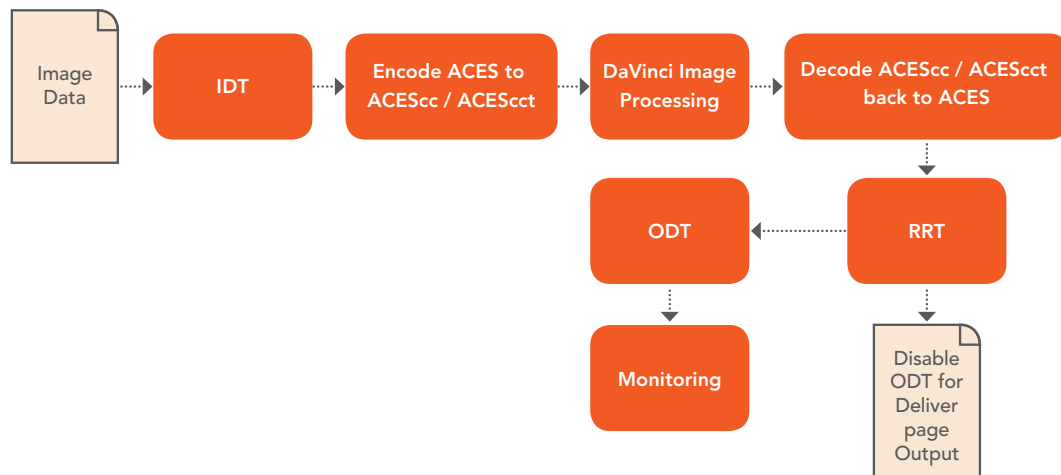 Image
Data
IDT
Encode ACES to
ACEScc / ACEScct
DaVinci Image
Processing
Decode ACEScc / ACEScct
back to ACES
ODT
RRT
Monitoring
Disable
ODT for
Deliver
page
Output